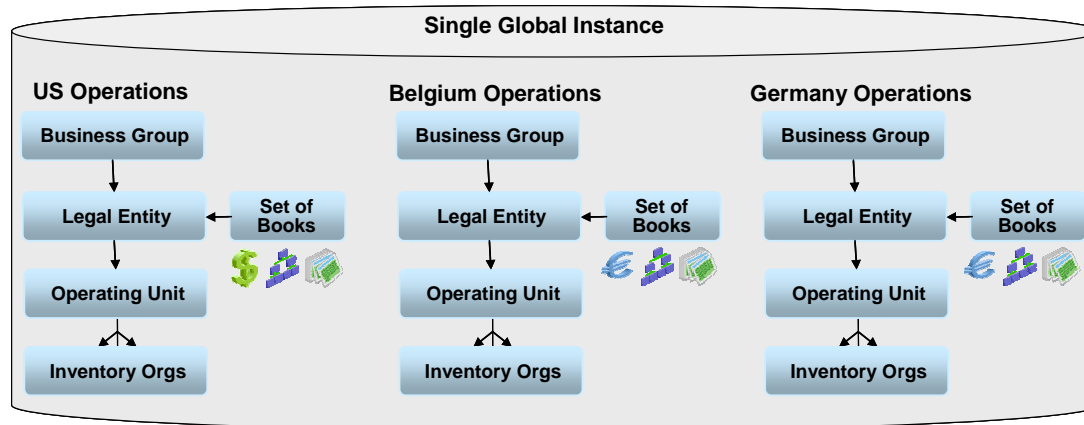 Single Global Instance
US Operations
Business Group
Legal Entity
Set of
Books
$
Operating Unit
Inventory Orgs
Belgium Operations
Business Group
Legal Entity
Set of
Books
€
Operating Unit
Inventory Orgs
Germany Operations
Business Group
Legal Entity
Set of
Books
€
Operating Unit
Inventory Orgs